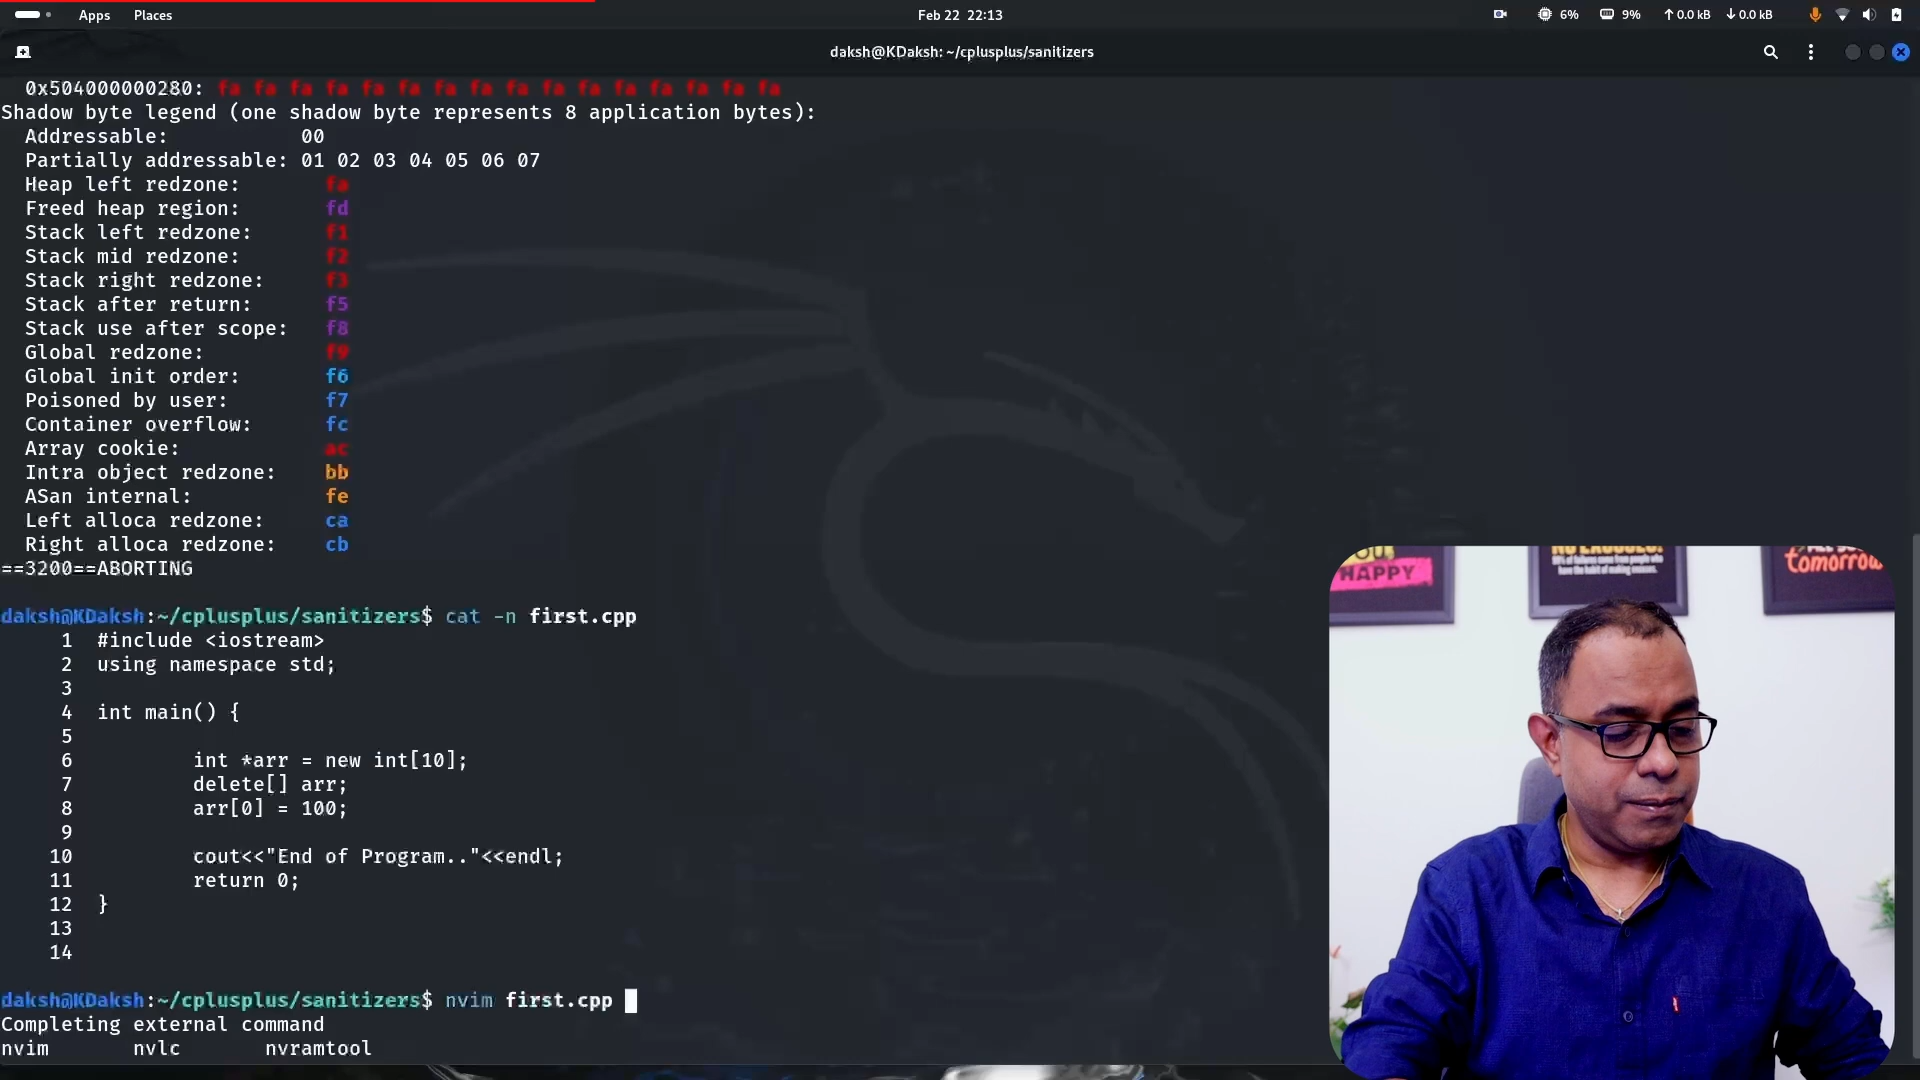 Apps Places Feb 22 22:13 6% 9% ↑0.0 kB ↓0.0 kB
daksh@KDaksh: ~/cplusplus/sanitizers
0x504000000280: fa fa fa fa fa fa fa fa fa fa fa fa fa fa fa fa
Shadow byte legend (one shadow byte represents 8 application bytes):
Addressable: 00
Partially addressable: 01 02 03 04 05 06 07
Heap left redzone: fa
Freed heap region: fd
Stack left redzone: f1
Stack mid redzone: f2
Stack right redzone: f3
Stack after return: f5
Stack use after scope: f8
Global redzone: f9
Global init order: f6
Poisoned by user: f7
Container overflow: fc
Array cookie: ac
Intra object redzone: bb
ASan internal: fe
Left alloca redzone: ca
Right alloca redzone: cb
==3200==ABORTING
daksh@KDaksh:~/cplusplus/sanitizers$ cat -n first.cpp
1 #include <iostream>
2 using namespace std;
3
4 int main() {
5
6 int *arr = new int[10];
7 delete[] arr;
8 arr[0] = 100;
9
10 cout<<"End of Program.."<<endl;
11 return 0;
12 }
13
14
daksh@KDaksh:~/cplusplus/sanitizers$ nvim first.cpp
Completing external command
nvim nvlc nvramtool
HAPPY
NO EXCUSES!
tomorrow